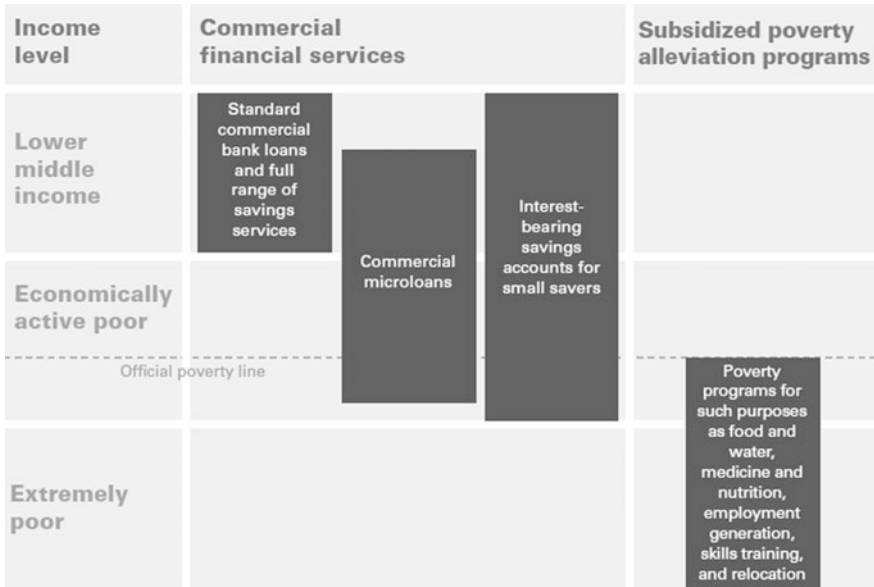 Income
level
Commercial
financial services
Subsidized poverty
alleviation programs
Lower
middle
income
Standard
commercial
bank loans
and full
range of
savings
services
Commercial
microloans
Interest-
bearing
savings
accounts for
small savers
Economically
active poor
Official poverty line
Poverty
programs for
such purposes
as food and
water,
medicine and
nutrition,
employment
generation,
skills training,
and relocation
Extremely
poor